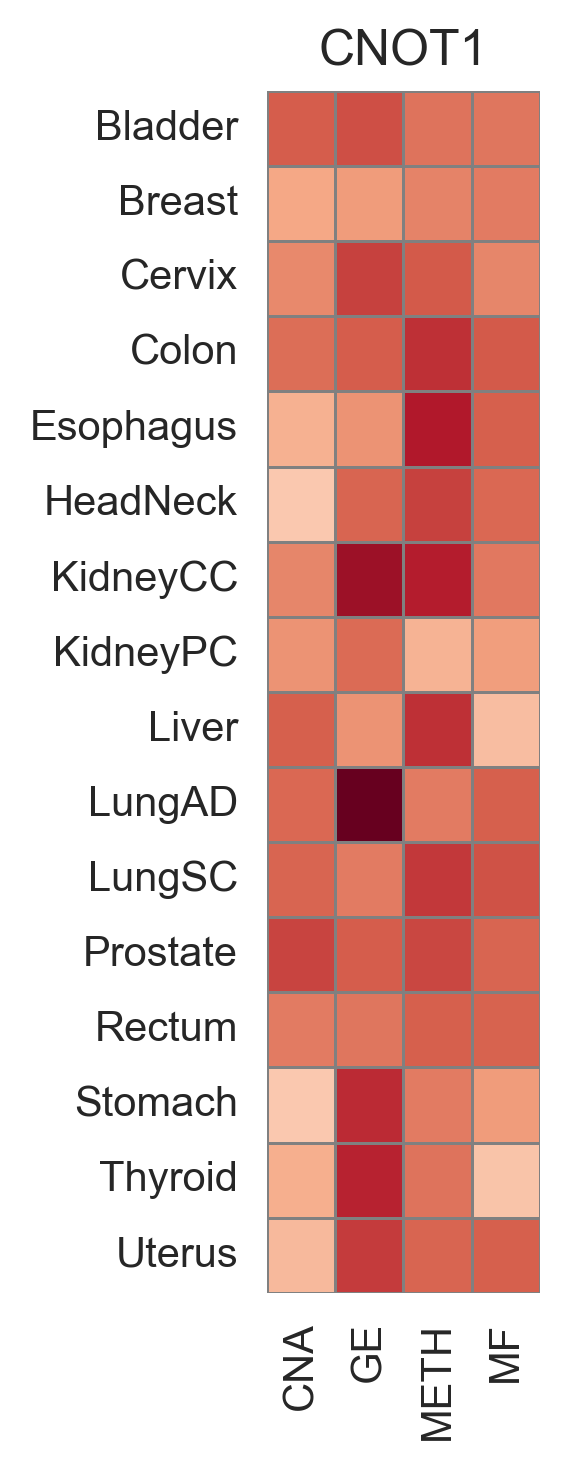 CNOT1
Bladder
Breast
Cervix
Colon
Esophagus
HeadNeck
KidneyCC
KidneyPC
Liver
LungAD
LungSC
Prostate
Rectum
Stomach
Thyroid
Uterus
CNA
GE
METH
MF